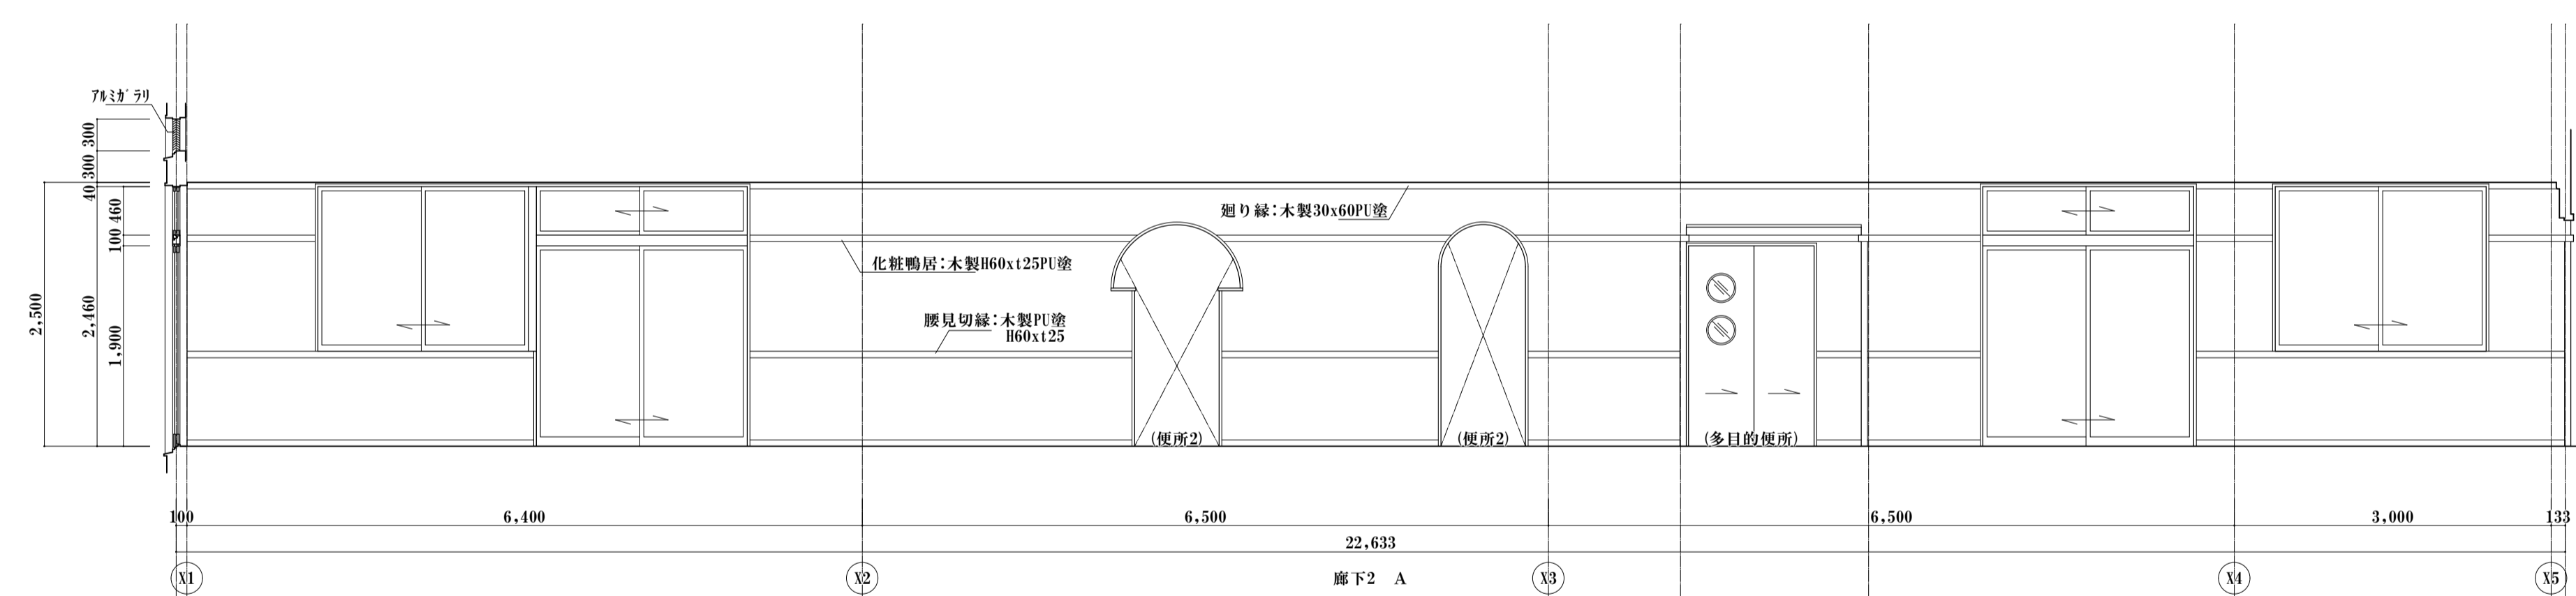 ｱﾙﾐｶﾞﾗﾘ
300
300
40
460
100
2,500
2,460
1,900
廻り縁:木製30x60PU塗
化粧鴨居:木製H60xt25PU塗
腰見切縁:木製PU塗
H60xt25
(便所2)
(便所2)
(多目的便所)
100
6,400
6,500
6,500
3,000
133
22,633
X1
X2
廊下2 A
X3
X4
X5